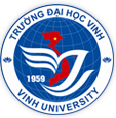 TRƯỜNG ĐẠI HỌC VINH
1959
VINH UNIVERSITY